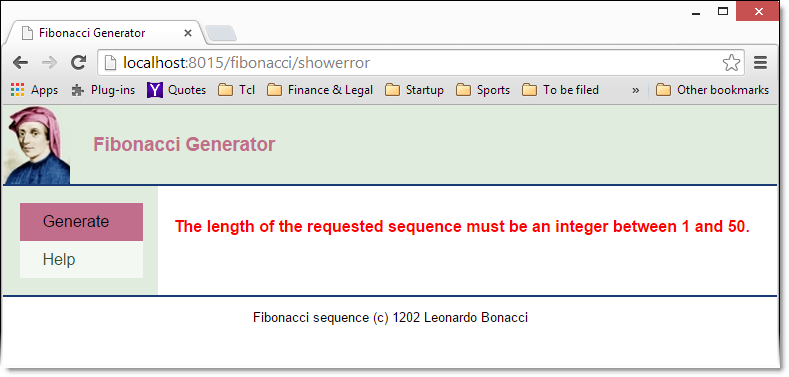 Fibonacci Generator
localhost:8015/fibonacci/showerror
Apps Plug-ins Quotes Tcl Finance & Legal Startup Sports To be filed » Other bookmarks
Fibonacci Generator
Generate
The length of the requested sequence must be an integer between 1 and 50.
Help
Fibonacci sequence (c) 1202 Leonardo Bonacci